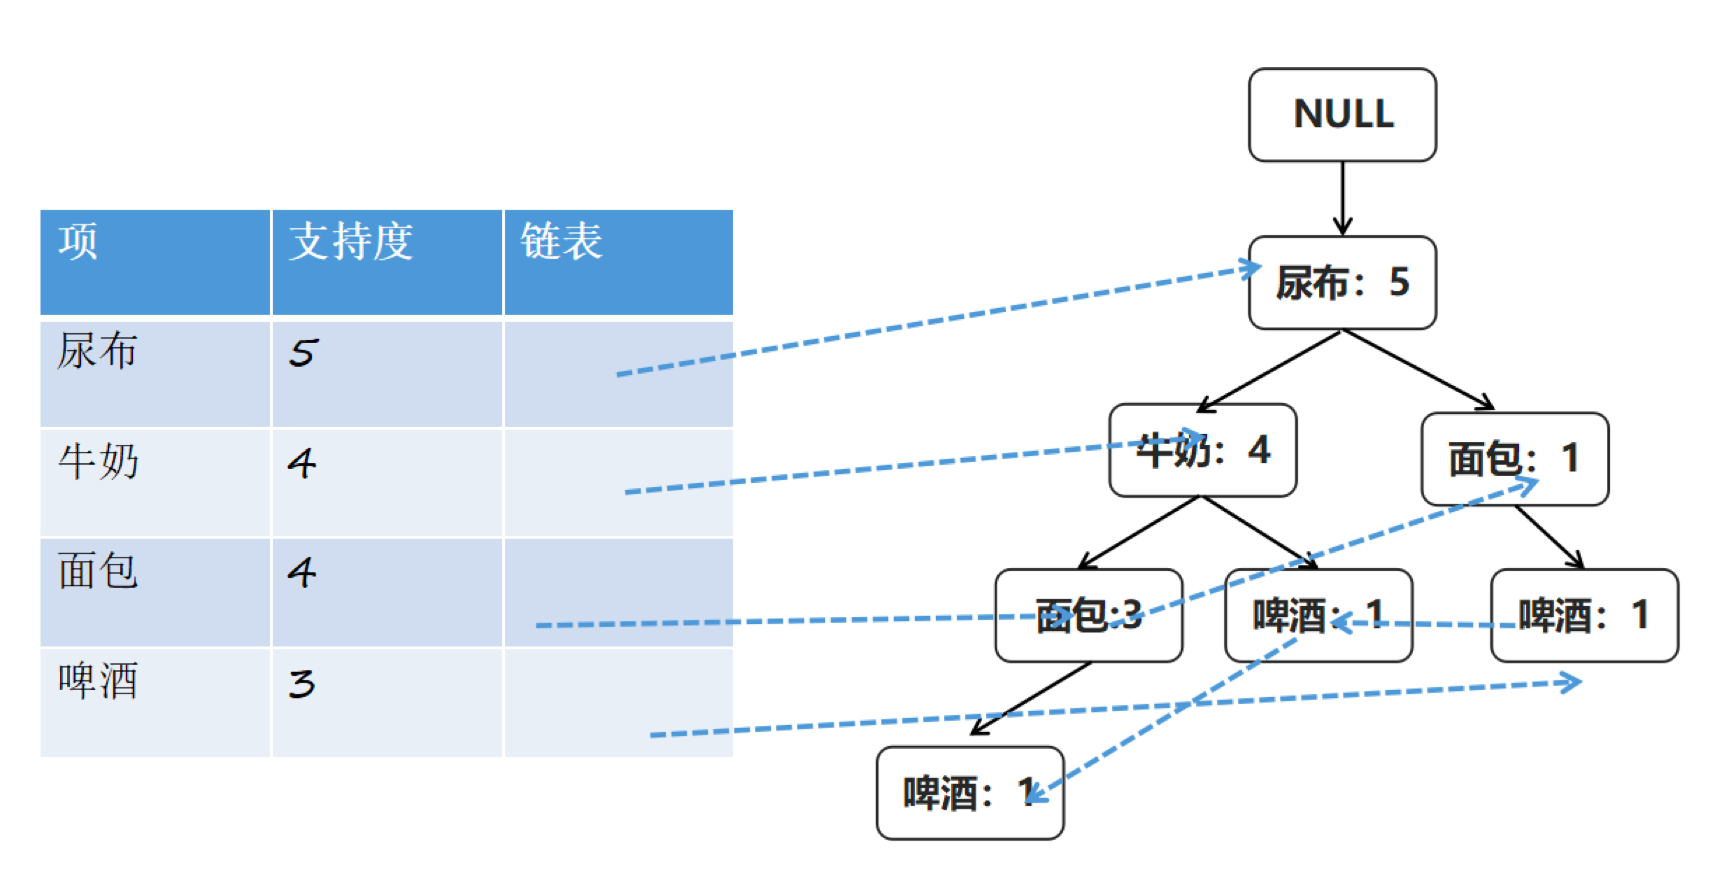 NULL
项 支持度 链表
尿布：5
尿布 5
牛奶：4 面包：1
牛奶 4
面包 4
面包:3 啤酒：1 啤酒：1
啤酒 3
啤酒：1